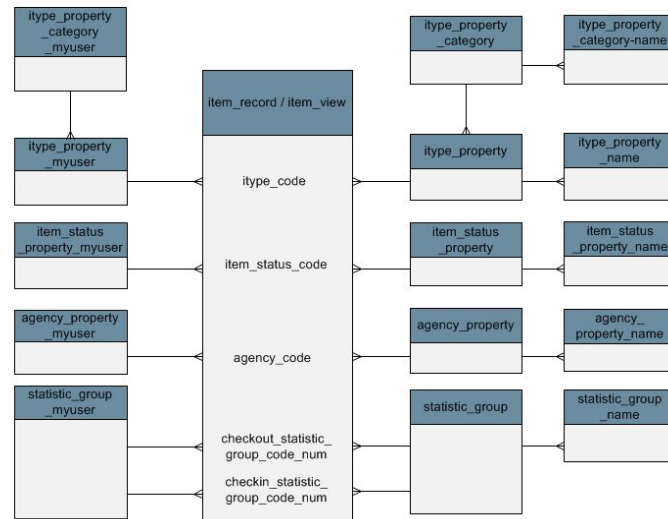 itype_property
_category
_myuser
itype_property
_myuser
item_status
_property_myuser
agency_property
_myuser
statistic_group
_myuser
item_record / item_view
itype_code
item_status_code
agency_code
checkout_statistic_
group_code_num
checkin_statistic_
group_code_num
itype_property
_category
itype_property
_category-name
itype_property
itype_property
_name
item_status
_property
item_status
_property_name
agency_property
agency_
property_name
statistic_group
statistic_group
_name